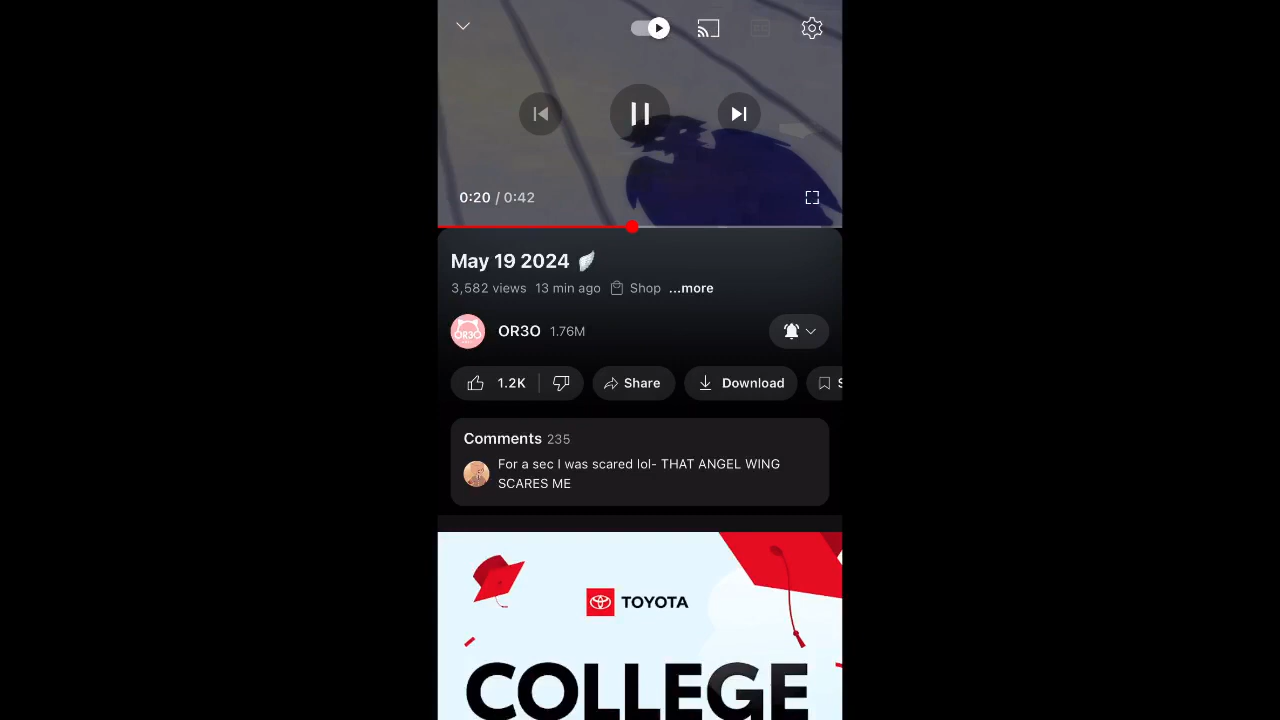 0:20 / 0:42
May 19 2024
3,582 views 13 min ago Shop ...more
OR3O
OR3O 1.76M
1.2K Share Download S
Comments 235
For a sec I was scared lol- THAT ANGEL WING
SCARES ME
TOYOTA
COLLEGE